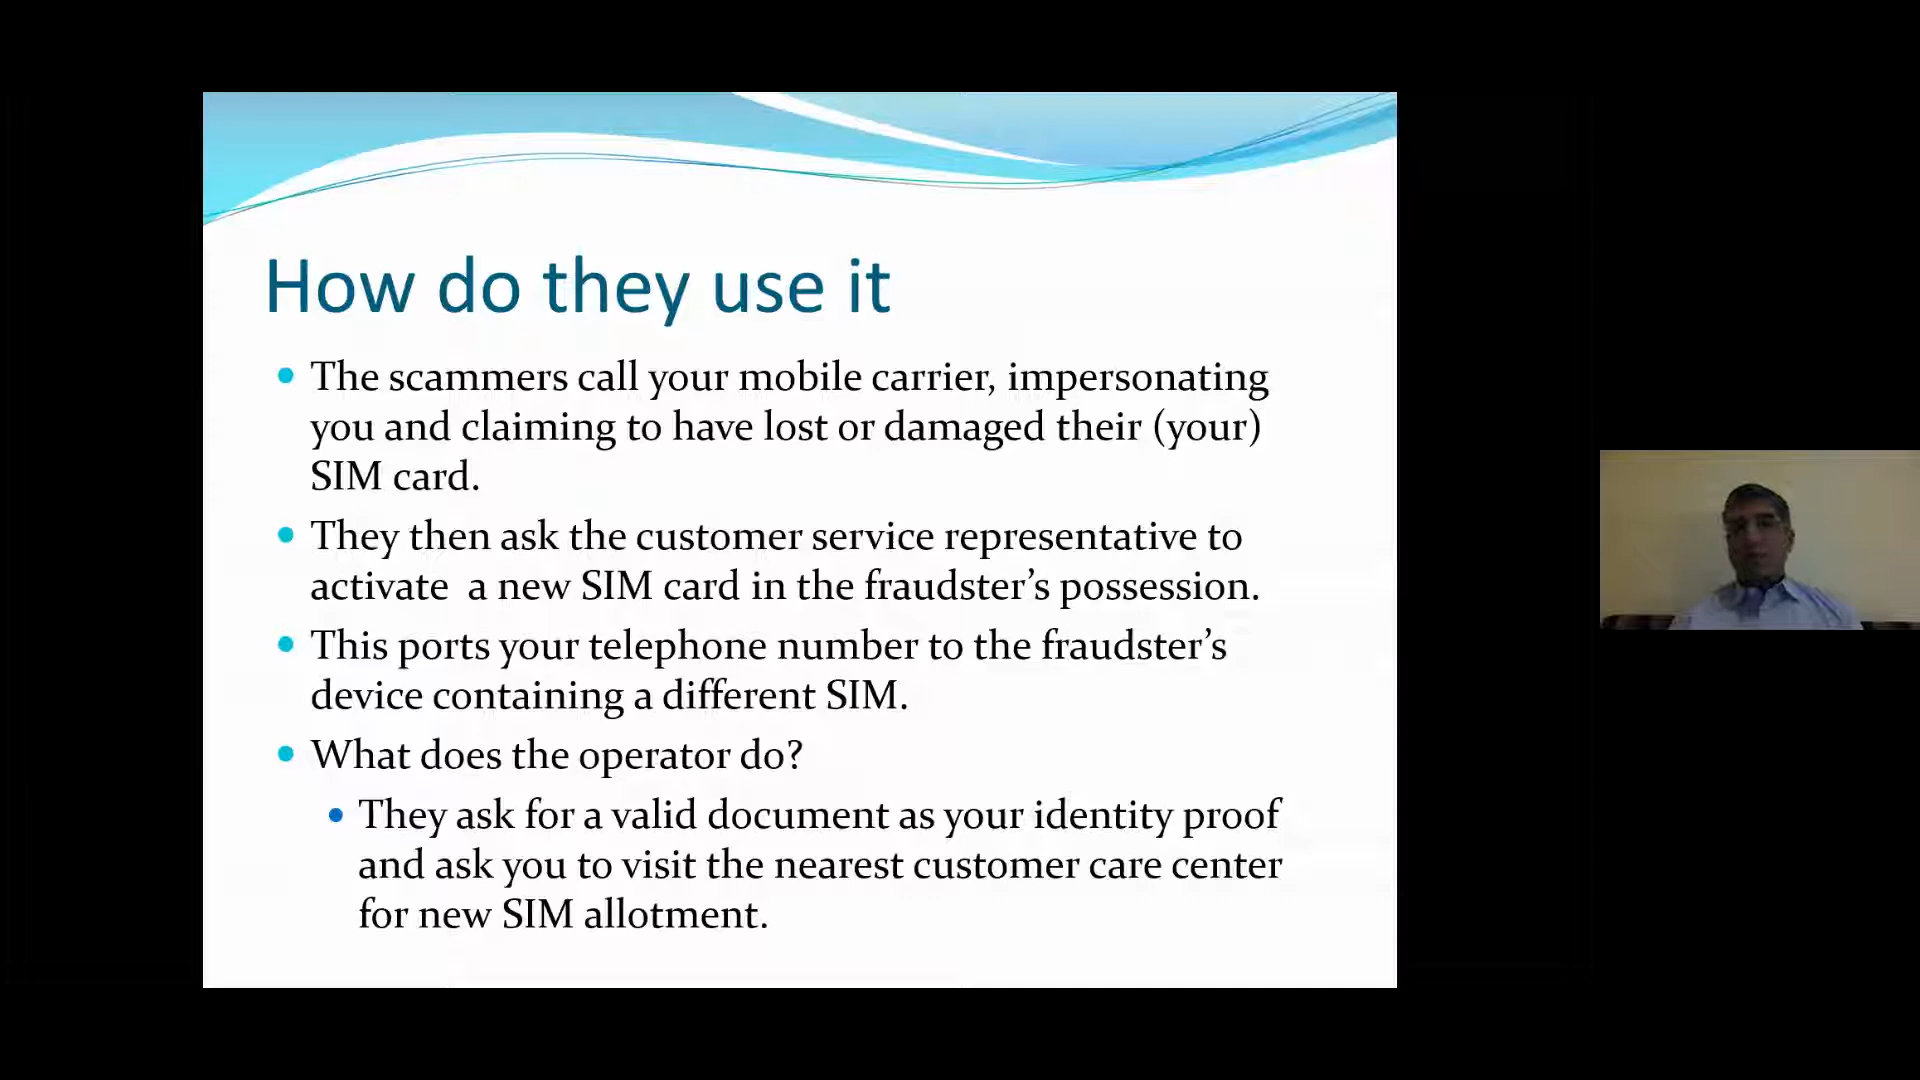 How do they use it
The scammers call your mobile carrier, impersonating
you and claiming to have lost or damaged their (your)
SIM card.
They then ask the customer service representative to
activate  a new SIM card in the fraudster’s possession.
This ports your telephone number to the fraudster’s
device containing a different SIM.
What does the operator do?
They ask for a valid document as your identity proof
and ask you to visit the nearest customer care center
for new SIM allotment.